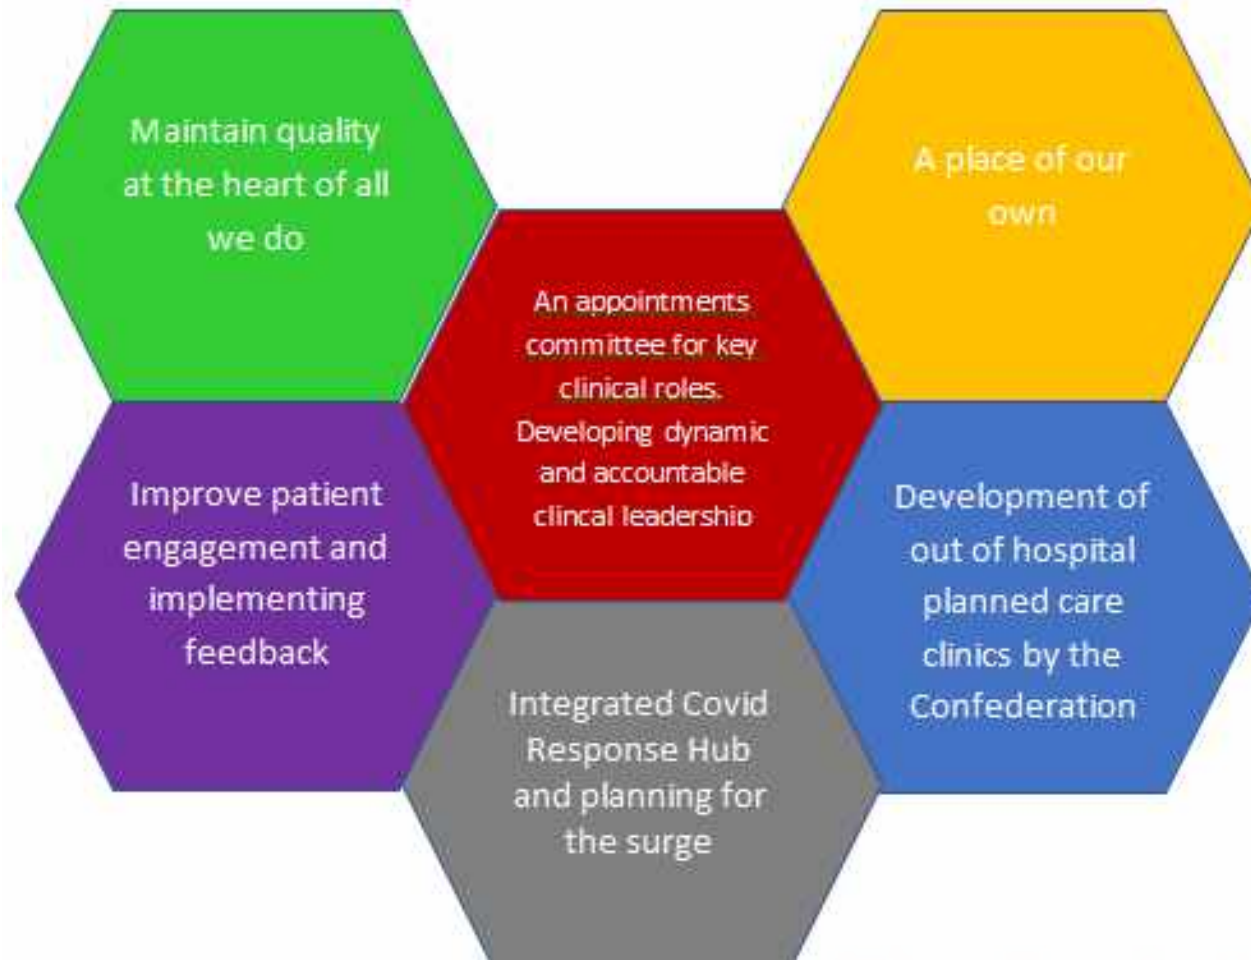 Maintain quality
at the heart of all
we do
A place of our
own
An appointments
committee for key
clinical roles.
Developing dynamic
and accountable
clincal leadership
Improve patient
engagement and
implementing
feedback
Development of
out of hospital
planned care
clinics by the
Confederation
Integrated Covid
Response Hub
and planning for
the surge